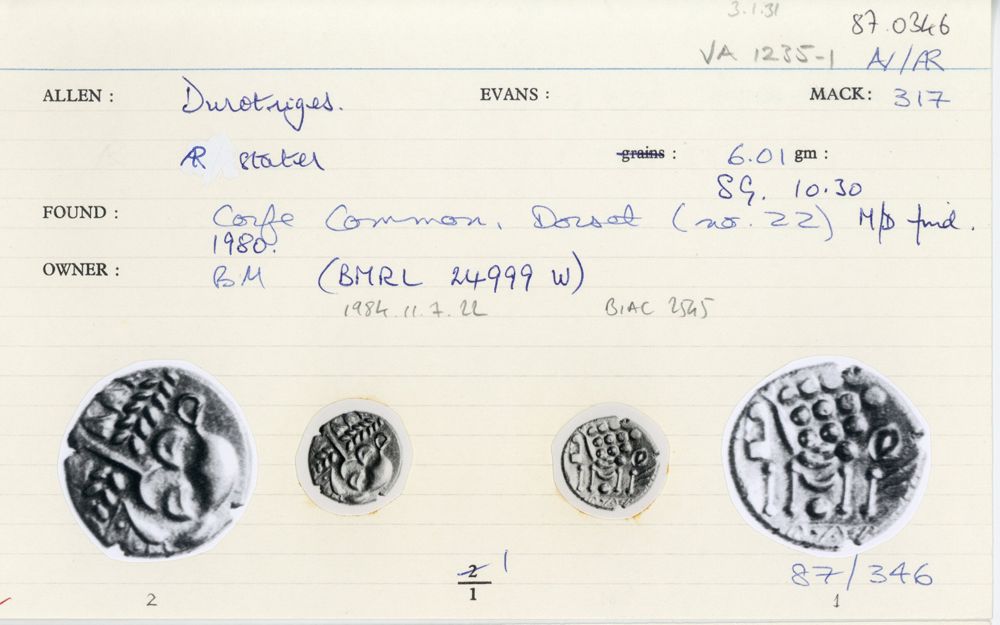 3.1.31
87.0346
VA 1235-1 AV/AR
ALLEN : Durotriges. EVANS : MACK: 317
AR stater grains : 6.01 gm :
SG. 10.30
FOUND : Corfe Common, Dorset (no. 22) M/D find.
1980.
OWNER : BM (BMRL 24999 W)
1984.11.7.22 BIAC 2545
2 1
1
87/346
2 1